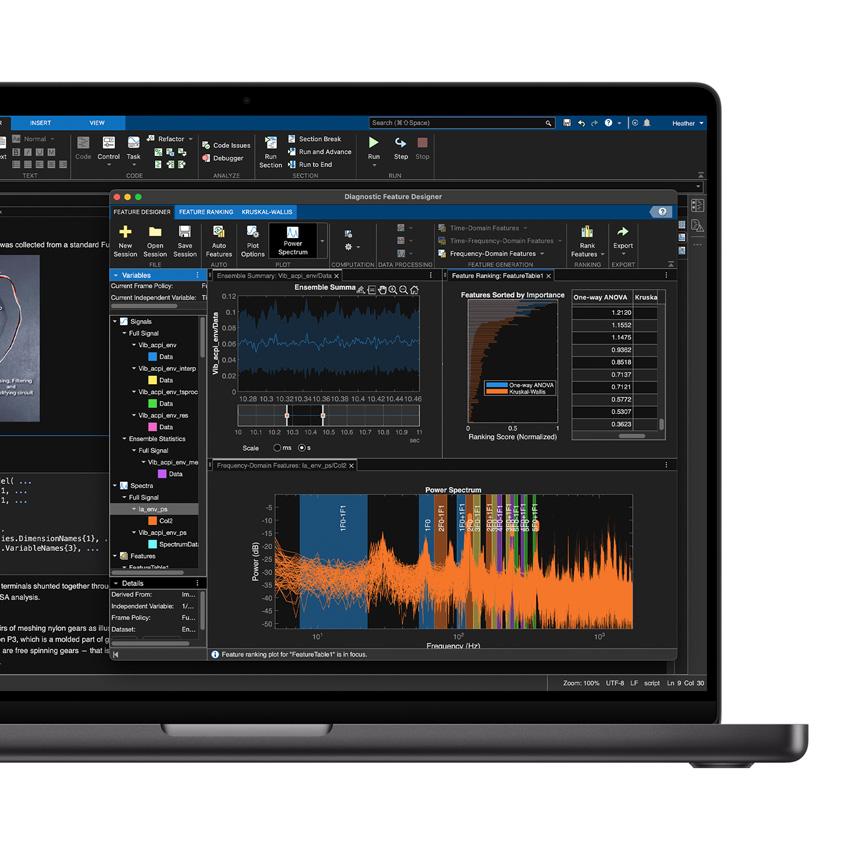 INSERT VIEW Search (⌘⇧Space) Heather
Normal Refactor Code Issues Section Break
Code Control Task Debugger Run and Advance
Run Section Run to End Run Step Stop
TEXT CODE ANALYZE SECTION RUN
Diagnostic Feature Designer
FEATURE DESIGNER FEATURE RANKING KRUSKAL-WALLIS
New Session Open Session Save Session Auto Features Plot Options Power Spectrum
Time-Domain Features
Time-Frequency-Domain Features
Frequency-Domain Features
Rank Features Export
FILE AUTO PLOT COMPUTATION DATA PROCESSING FEATURE GENERATION RANKING EXPORT
was collected from a standard Fu
sing, Filtering
and
lifying circuit
del( ...
1, ...
1, ...
ies.DimensionNames{1}, .
.VariableNames{3}, ...
terminals shunted together throu
SA analysis.
irs of meshing nylon gears as illus
on P3, which is a molded part of g
are free spinning gears — that is
Variables
Current Frame Policy: Fu
Current Independent Variable: Ti
Signals
Full Signal
Vib_acpi_env
Data
Vib_acpi_env_interp
Data
Vib_acpi_env_tsproc
Data
Vib_acpi_env_res
Data
Ensemble Statistics
Full Signal
Vib_acpi_env_me
Data
Spectra
Full Signal
Ia_env_ps
Col2
Vib_acpi_env_ps
SpectrumData
Features
FeatureTable1
Details
Derived From: Im...
Independent Variable: 1/...
Frame Policy: Fu...
Dataset: En...
Ensemble Summary: Vib_acpi_env/Data
Ensemble Summa
Vib_acpi_env/Data
0.12
0.1
0.08
0.06
0.04
0.02
0
10.28 10.3 10.32 10.34 10.36 10.38 10.4 10.42 10.44 10.46
10 10.1 10.2 10.3 10.4 10.5 10.6 10.7 10.8 10.9 11
sec
Scale ms s
Feature Ranking: FeatureTable1
Features Sorted by Importance
One-way ANOVA
Kruskal-Wallis
0 0.5 1
Ranking Score (Normalized)
One-way ANOVA Kruska
1.2120
1.1552
1.1475
0.9362
0.8518
0.7137
0.7121
0.5772
0.5307
0.3623
Frequency-Domain Features: Ia_env_ps/Col2
Power Spectrum
Power (dB)
-5
-10
-15
-20
-25
-30
-35
-40
-45
-50
1F0-1F1 1F0 2F0-1F1
10¹ 10² 10³
Frequency (Hz)
Feature ranking plot for "FeatureTable1" is in focus.
Zoom: 100% UTF-8 LF script Ln 9 Col 30